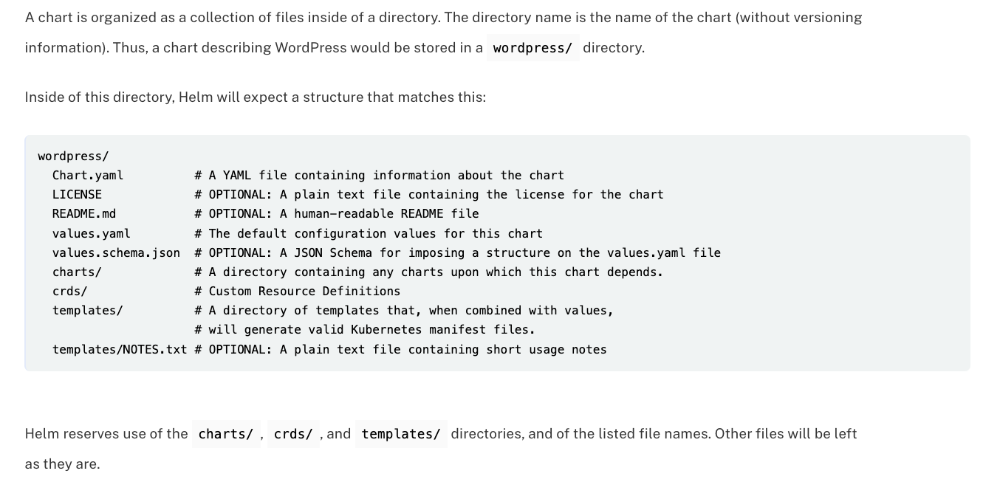 A chart is organized as a collection of files inside of a directory. The directory name is the name of the chart (without versioning
information). Thus, a chart describing WordPress would be stored in a wordpress/ directory.
Inside of this directory, Helm will expect a structure that matches this:
wordpress/
  Chart.yaml          # A YAML file containing information about the chart
  LICENSE             # OPTIONAL: A plain text file containing the license for the chart
  README.md           # OPTIONAL: A human-readable README file
  values.yaml         # The default configuration values for this chart
  values.schema.json  # OPTIONAL: A JSON Schema for imposing a structure on the values.yaml file
  charts/             # A directory containing any charts upon which this chart depends.
  crds/               # Custom Resource Definitions
  templates/          # A directory of templates that, when combined with values,
                      # will generate valid Kubernetes manifest files.
  templates/NOTES.txt # OPTIONAL: A plain text file containing short usage notes
Helm reserves use of the charts/ , crds/ , and templates/ directories, and of the listed file names. Other files will be left
as they are.